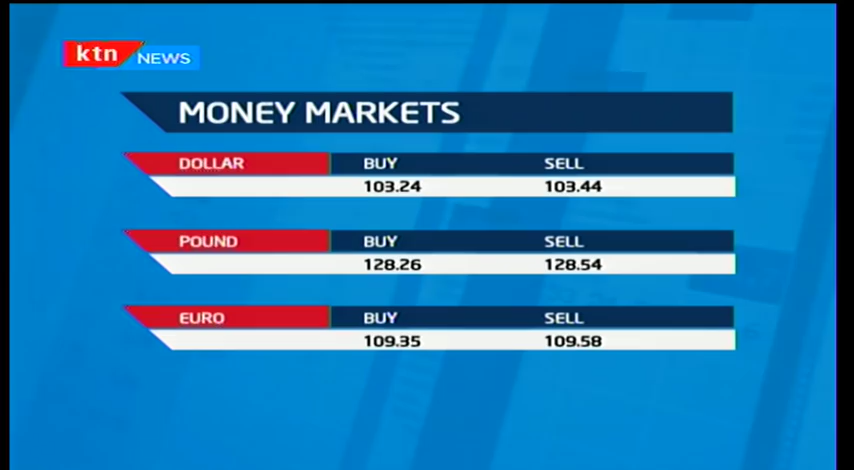 ktn NEWS
MONEY MARKETS
DOLLAR BUY SELL
103.24 103.44
POUND BUY SELL
128.26 128.54
EURO BUY SELL
109.35 109.58